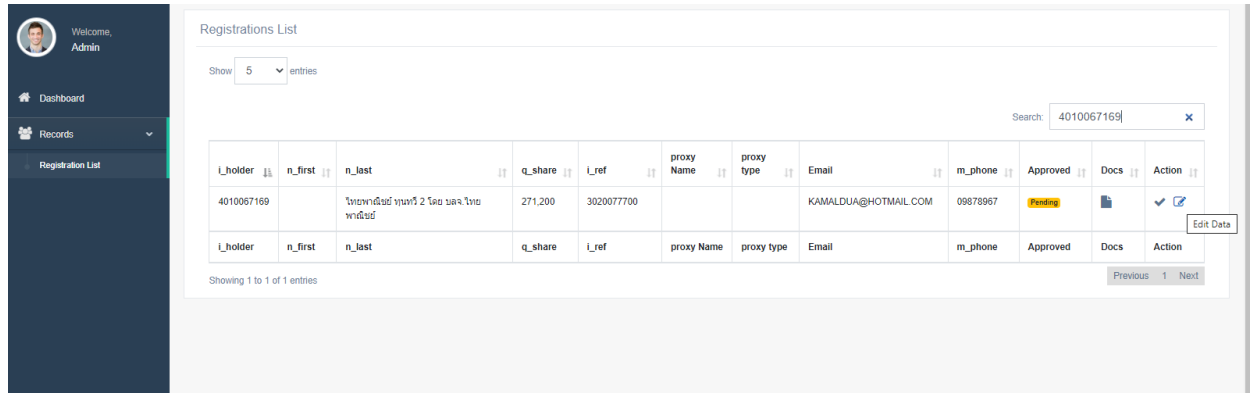 Welcome,
Admin
Dashboard
Records
Registration List
Registrations List
Show 5 entries
Search: 4010067169
i_holder n_first n_last q_share i_ref proxy Name proxy type Email m_phone Approved Docs Action
4010067169 ไทยพาณิชย์ ทุนทวี 2 โดย บลจ.ไทย 271,200 3020077700 KAMALDUA@HOTMAIL.COM 09878967 Pending
พาณิชย์
Edit Data
i_holder n_first n_last q_share i_ref proxy Name proxy type Email m_phone Approved Docs Action
Showing 1 to 1 of 1 entries
Previous 1 Next